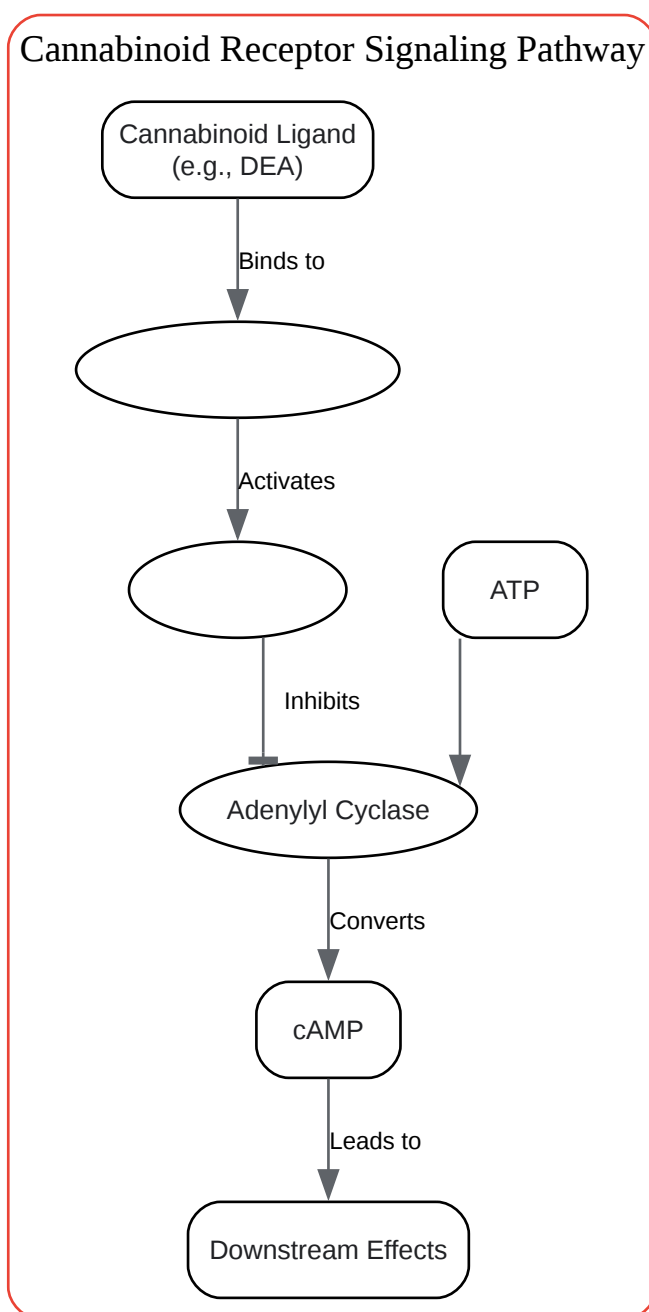 Cannabinoid Receptor Signaling Pathway
Cannabinoid Ligand
(e.g., DEA)
Binds to
Activates
ATP
Inhibits
Adenylyl Cyclase
Converts
cAMP
Leads to
Downstream Effects